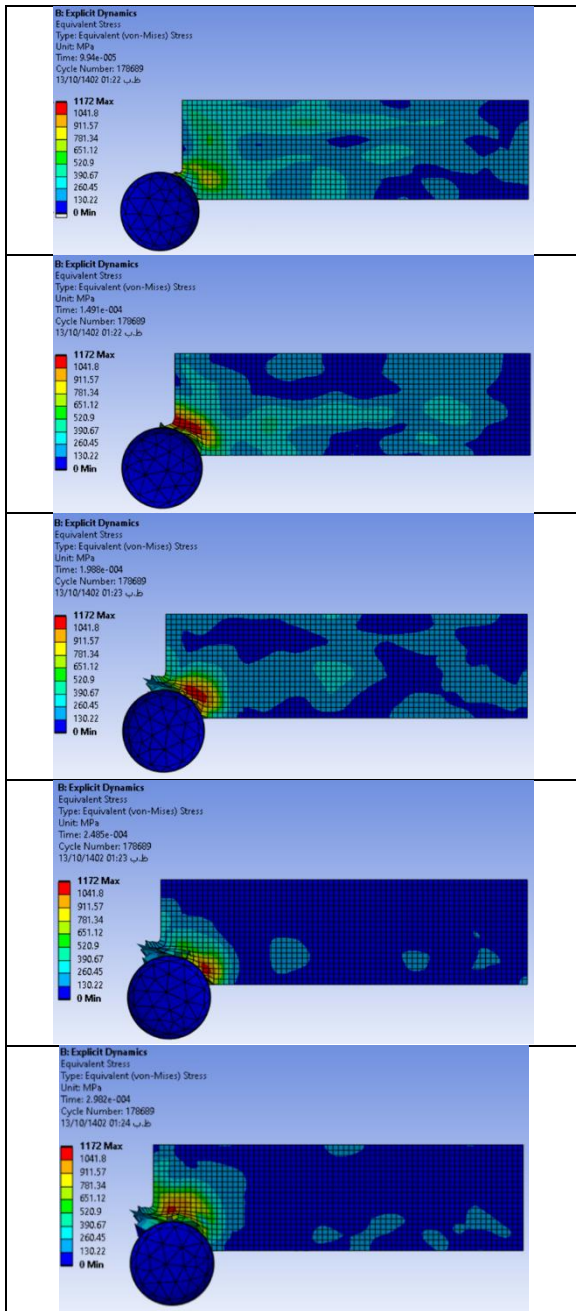 B: Explicit Dynamics
Equivalent Stress
Type: Equivalent (von-Mises) Stress
Unit: MPa
Time: 9.94e-005
Cycle Number: 178689
13/10/1402 01:22 ظ.ب
1172 Max
1041.8
911.57
781.34
651.12
520.9
390.67
260.45
130.22
0 Min
B: Explicit Dynamics
Equivalent Stress
Type: Equivalent (von-Mises) Stress
Unit: MPa
Time: 1.491e-004
Cycle Number: 178689
13/10/1402 01:22 ظ.ب
1172 Max
1041.8
911.57
781.34
651.12
520.9
390.67
260.45
130.22
0 Min
B: Explicit Dynamics
Equivalent Stress
Type: Equivalent (von-Mises) Stress
Unit: MPa
Time: 1.988e-004
Cycle Number: 178689
13/10/1402 01:23 ظ.ب
1172 Max
1041.8
911.57
781.34
651.12
520.9
390.67
260.45
130.22
0 Min
B: Explicit Dynamics
Equivalent Stress
Type: Equivalent (von-Mises) Stress
Unit: MPa
Time: 2.485e-004
Cycle Number: 178689
13/10/1402 01:23 ظ.ب
1172 Max
1041.8
911.57
781.34
651.12
520.9
390.67
260.45
130.22
0 Min
B: Explicit Dynamics
Equivalent Stress
Type: Equivalent (von-Mises) Stress
Unit: MPa
Time: 2.982e-004
Cycle Number: 178689
13/10/1402 01:24 ظ.ب
1172 Max
1041.8
911.57
781.34
651.12
520.9
390.67
260.45
130.22
0 Min